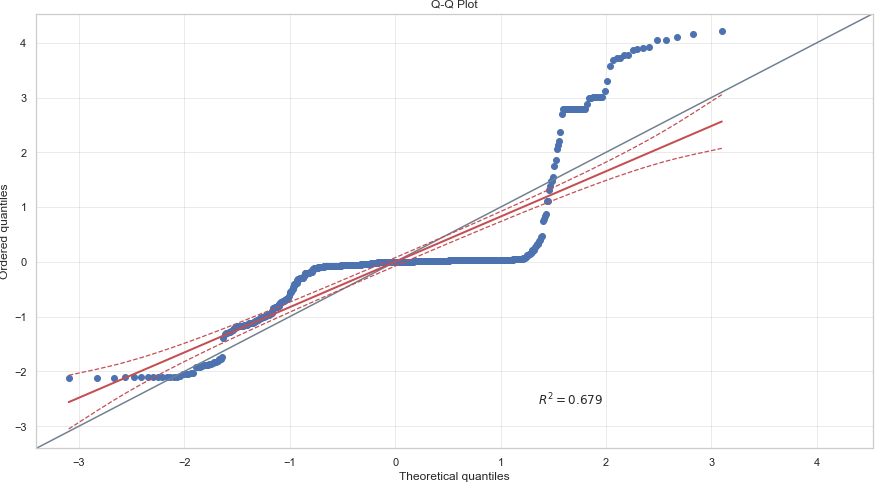 Q-Q Plot
Ordered quantiles
4
3
2
1
0
−1
−2
−3
R² = 0.679
−3 −2 −1 0 1 2 3 4
Theoretical quantiles